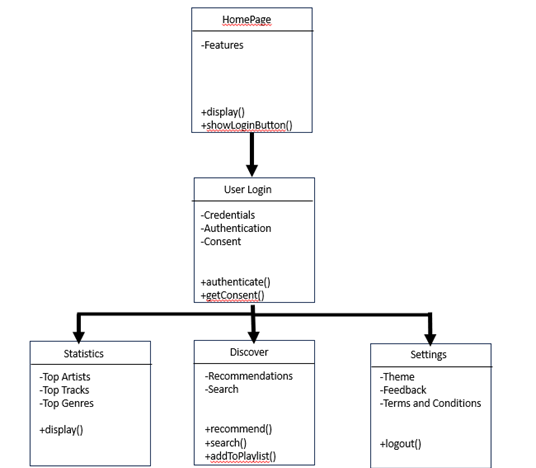 HomePage
-Features
+display()
+showLoginButton()
User Login
-Credentials
-Authentication
-Consent
+authenticate()
+getConsent()
Statistics
-Top Artists
-Top Tracks
-Top Genres
+display()
Discover
-Recommendations
-Search
+recommend()
+search()
+addToPlaylist()
Settings
-Theme
-Feedback
-Terms and Conditions
+logout()